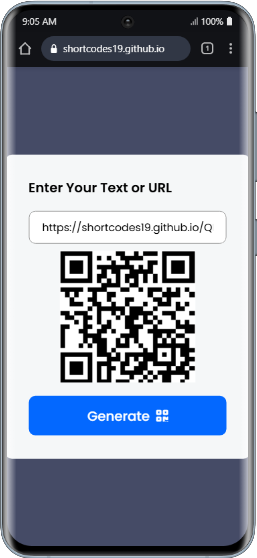 9:05 AM 100%
shortcodes19.github.io 1
Enter Your Text or URL
https://shortcodes19.github.io/Q
Generate